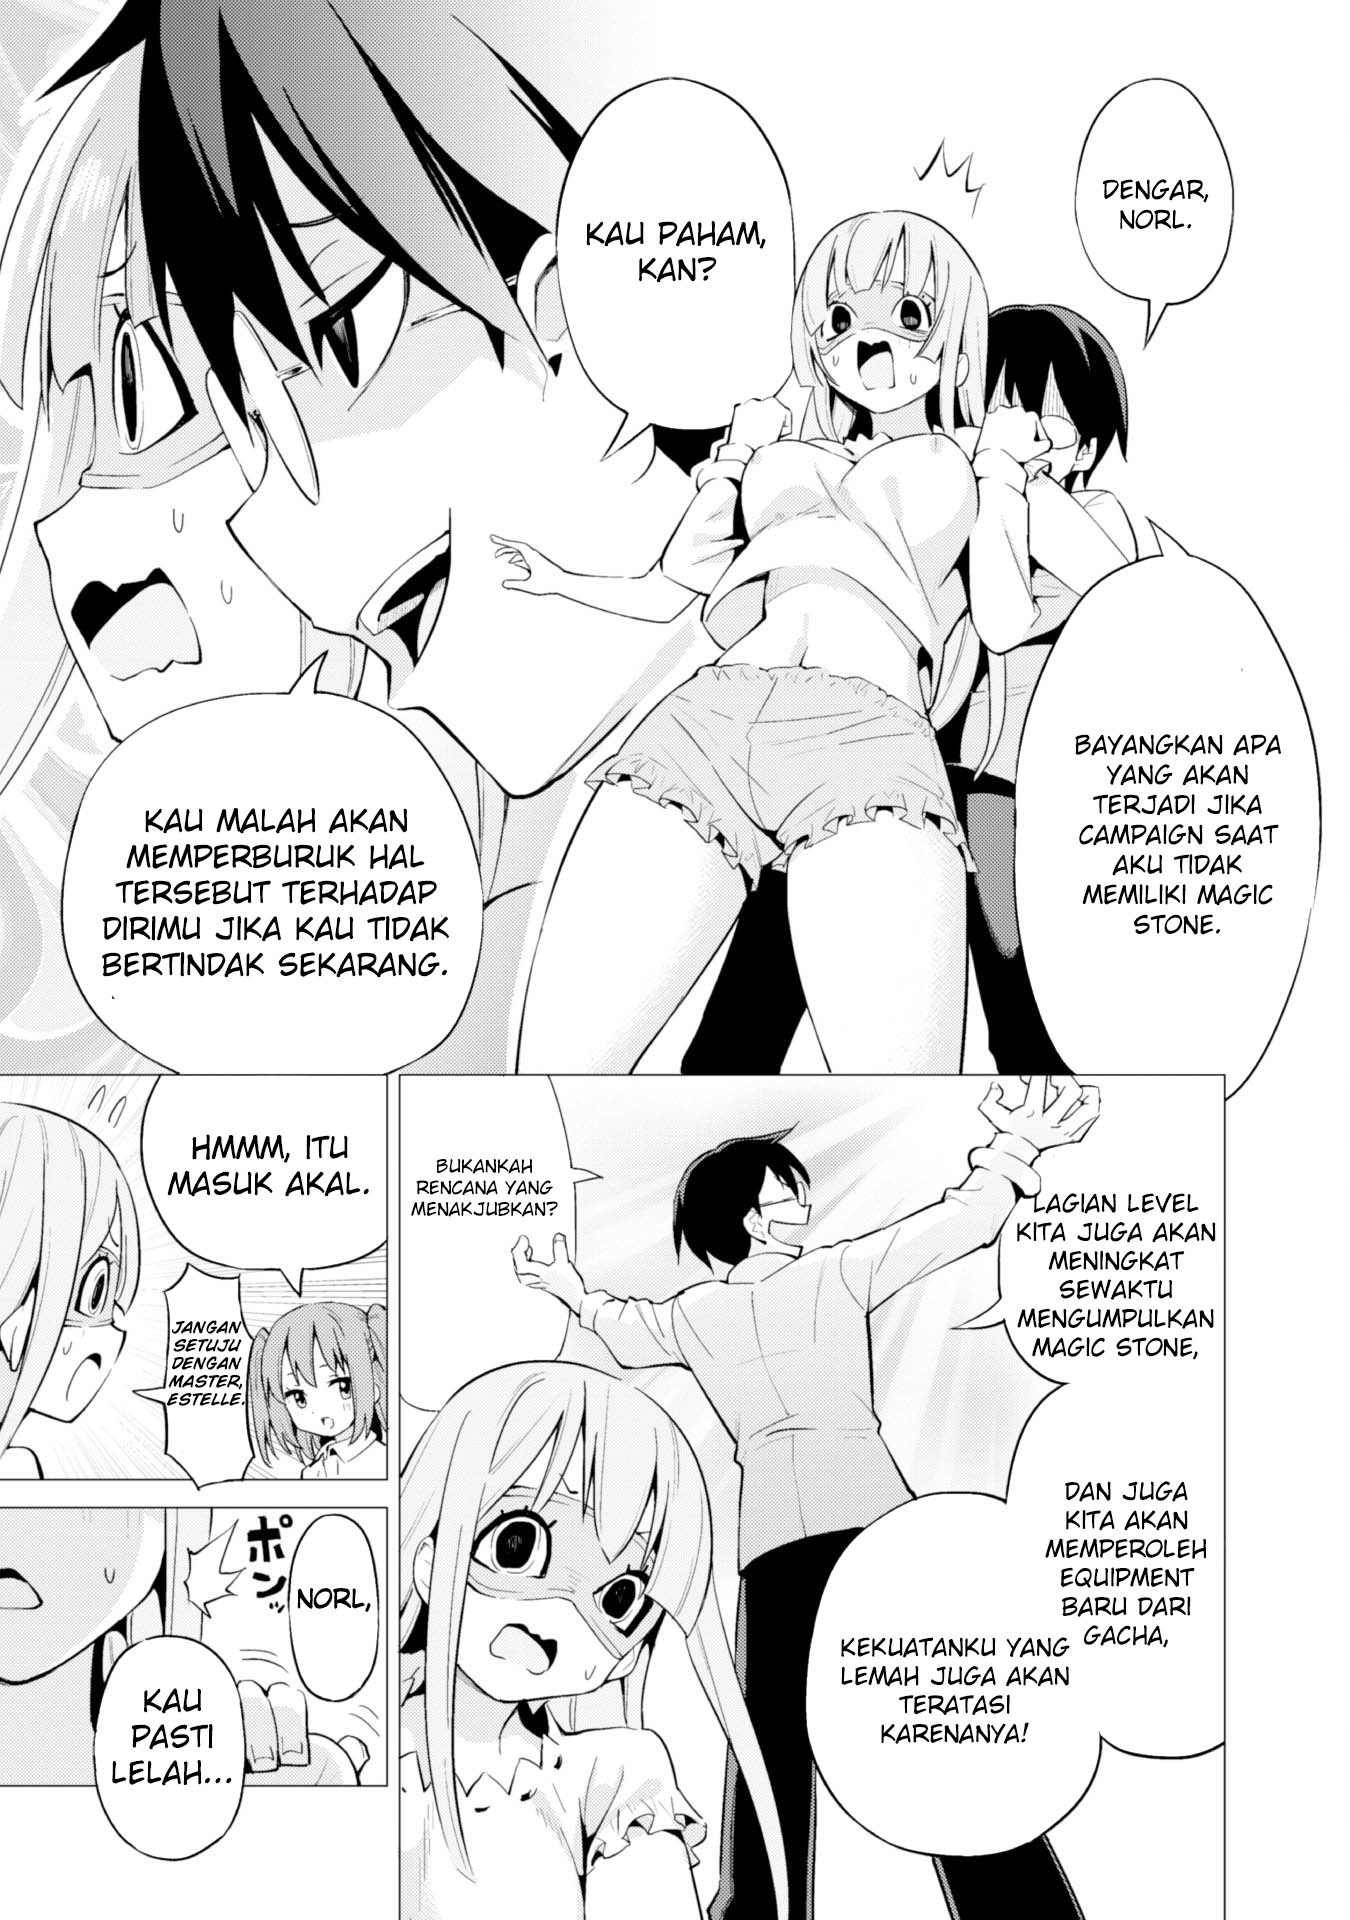 DENGAR,
NORL.
BAYANGKAN APA
YANG AKAN
TERJADI JIKA
CAMPAIGN SAAT
AKU TIDAK
MEMILIKI MAGIC
STONE.
KAU PAHAM,
KAN?
KAU MALAH AKAN
MEMPERBURUK HAL
TERSEBUT TERHADAP
DIRIMU JIKA KAU TIDAK
BERTINDAK SEKARANG.
LAGIAN LEVEL
KITA JUGA AKAN
MENINGKAT
SEWAKTU
MENGUMPULKAN
MAGIC STONE,
DAN JUGA
KITA AKAN
MEMPEROLEH
EQUIPMENT
BARU DARI
GACHA,
KEKUATANKU YANG
LEMAH JUGA AKAN
TERATASI
KARENANYA!
BUKANKAH
RENCANA YANG
MENAKJUBKAN?
HMMM, ITU
MASUK AKAL.
JANGAN
SETUJU
DENGAN
MASTER,
ESTELLE.
NORL,
ポンッ
KAU
PASTI
LELAH...